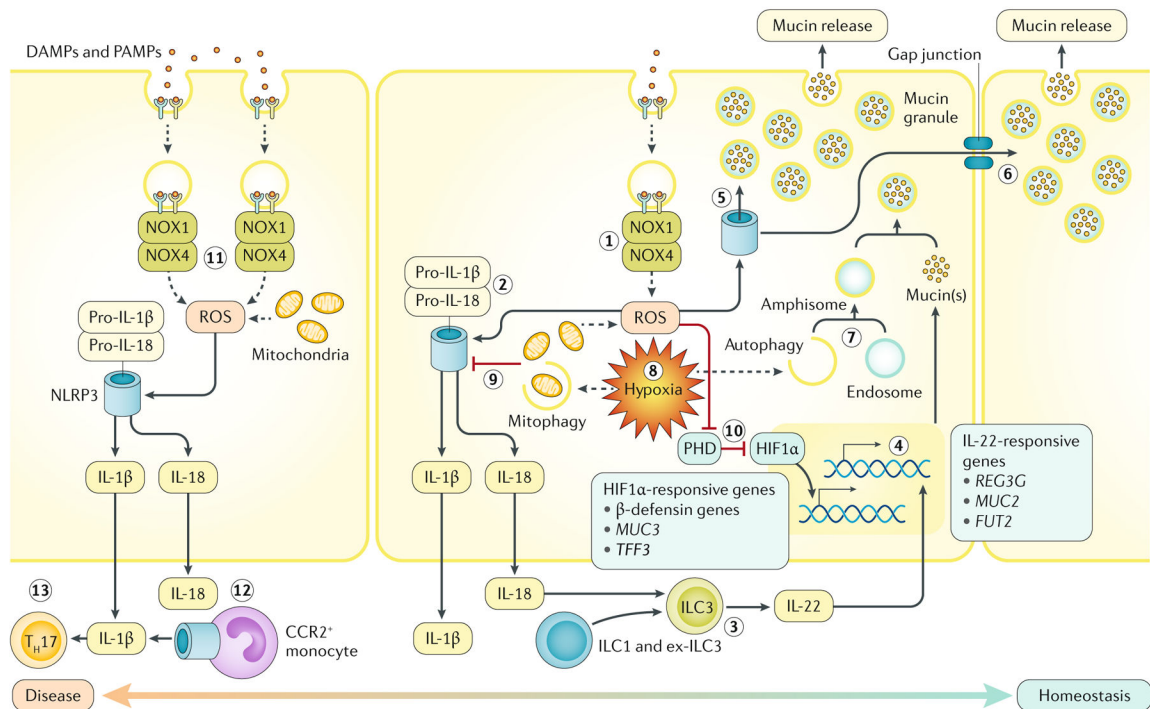 DAMPs and PAMPs
Mucin release
Mucin release
Gap junction
Mucin
granule
NOX1
NOX4
NOX1
NOX4
11
ROS
Mitochondria
Pro-IL-1β
Pro-IL-18
NLRP3
IL-1β
IL-18
IL-18
13
12
TH17
IL-1β
CCR2+
monocyte
1
NOX1
NOX4
5
6
Pro-IL-1β
Pro-IL-18
2
ROS
Amphisome
Mucin(s)
Autophagy
7
Endosome
8
Hypoxia
9
Mitophagy
10
PHD
HIF1α
4
IL-1β
IL-18
HIF1α-responsive genes
• β-defensin genes
• MUC3
• TFF3
IL-22-responsive
genes
• REG3G
• MUC2
• FUT2
IL-18
IL-1β
ILC3
3
IL-22
ILC1 and ex-ILC3
Disease
Homeostasis